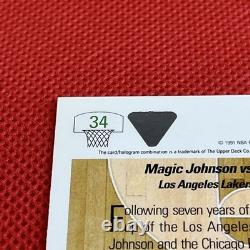 34
© 1991 NBA
The card/hologram combination is a trademark of The Upper Deck Co
Magic Johnson vs
Los Angeles Laker
Following seven years of
of the Los Angeles
Johnson and the Chicago